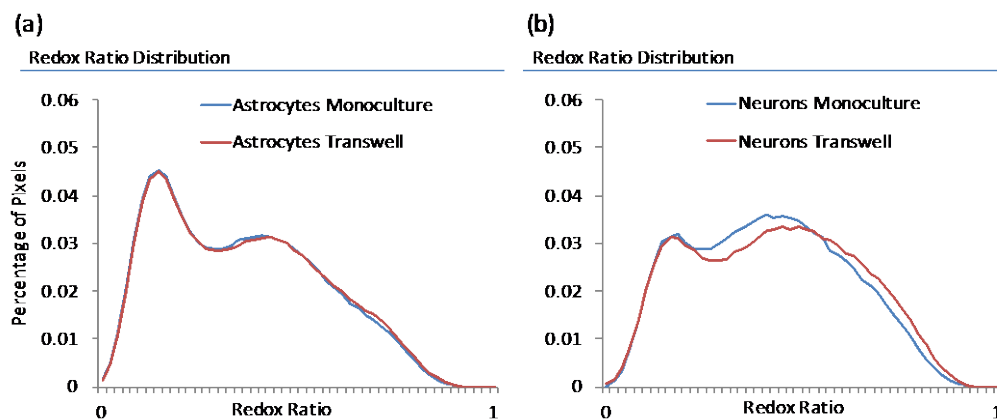 (a)
Redox Ratio Distribution
0.06
0.05
0.04
0.03
0.02
0.01
0
Percentage of Pixels
Astrocytes Monoculture
Astrocytes Transwell
0
Redox Ratio
1
(b)
Redox Ratio Distribution
0.06
0.05
0.04
0.03
0.02
0.01
0
Neurons Monoculture
Neurons Transwell
0
Redox Ratio
1